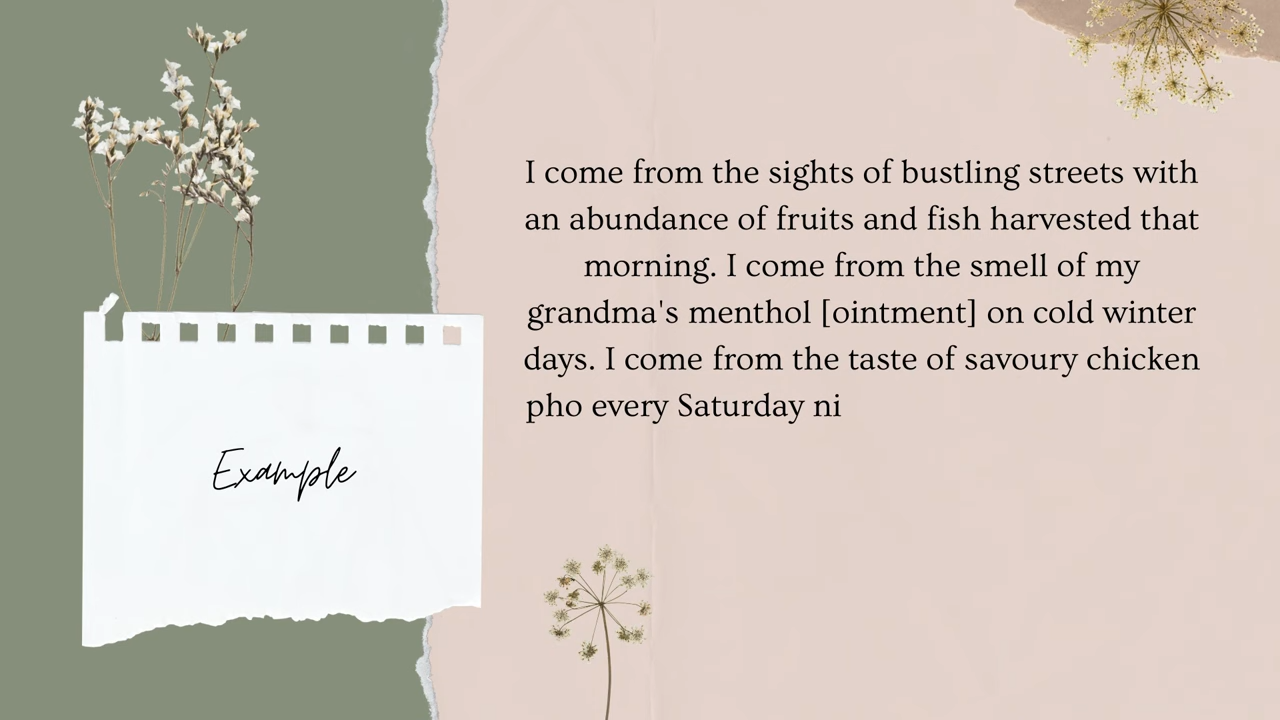 Example
I come from the sights of bustling streets with
an abundance of fruits and fish harvested that
morning. I come from the smell of my
grandma's menthol [ointment] on cold winter
days. I come from the taste of savoury chicken
pho every Saturday ni